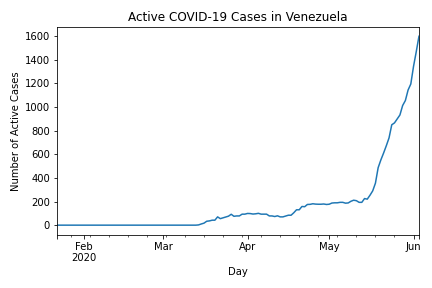 Active COVID-19 Cases in Venezuela
Number of Active Cases
1600
1400
1200
1000
800
600
400
200
0
Feb
2020
Mar
Apr
May
Jun
Day